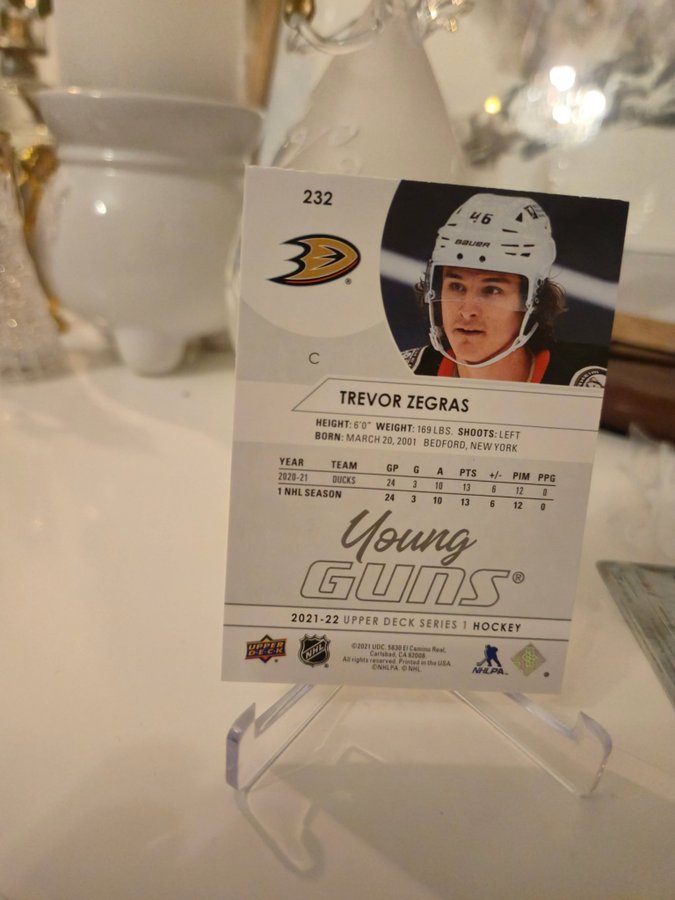 232
46
BAUER
C
TREVOR ZEGRAS
HEIGHT: 6'0" WEIGHT: 169 LBS. SHOOTS: LEFT
BORN: MARCH 20, 2001 BEDFORD, NEW YORK
YEAR TEAM GP G A PTS +/- PIM PPG
2020-21 DUCKS 24 3 10 13 6 12 0
1 NHL SEASON 24 3 10 13 6 12 0
Young
GUNS®
2021-22 UPPER DECK SERIES 1 HOCKEY
UPPER DECK
NHL
©2021 UDC. 5830 El Camino Real,
Carlsbad, CA 92008.
All rights reserved. Printed in the USA.
©NHLPA ©NHL
NHLPA